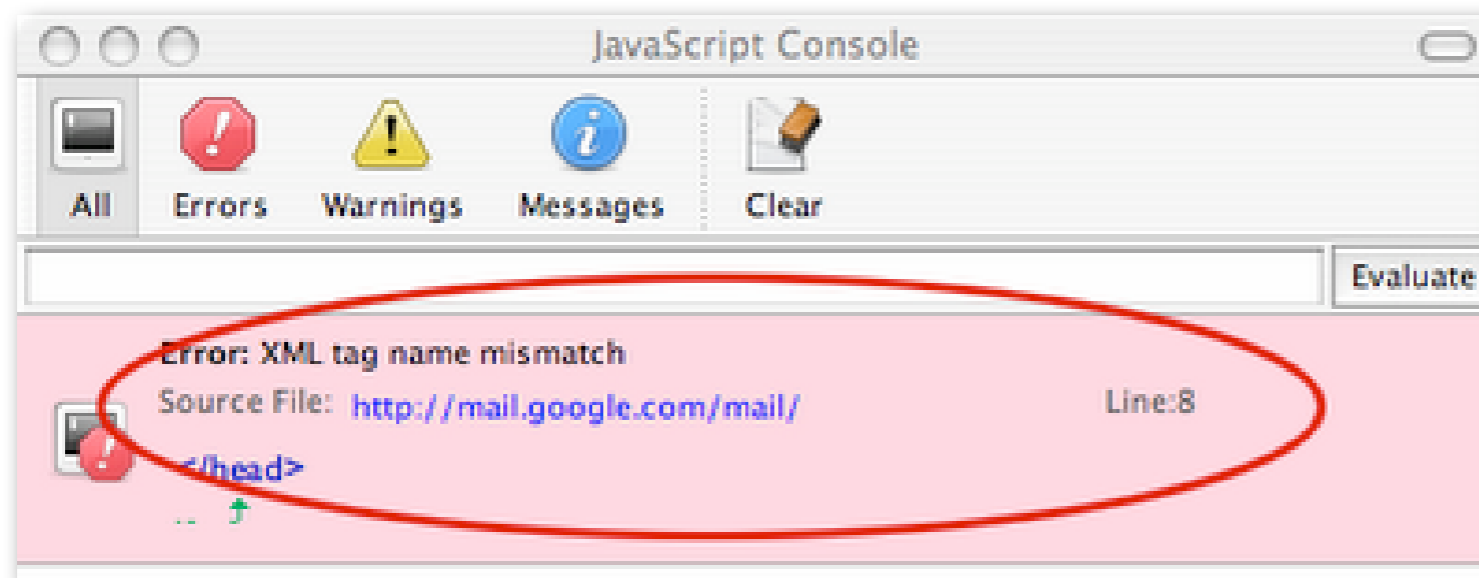 JavaScript Console
All Errors Warnings Messages Clear
Evaluate
Error: XML tag name mismatch
Source File: http://mail.google.com/mail/ Line:8
</head>